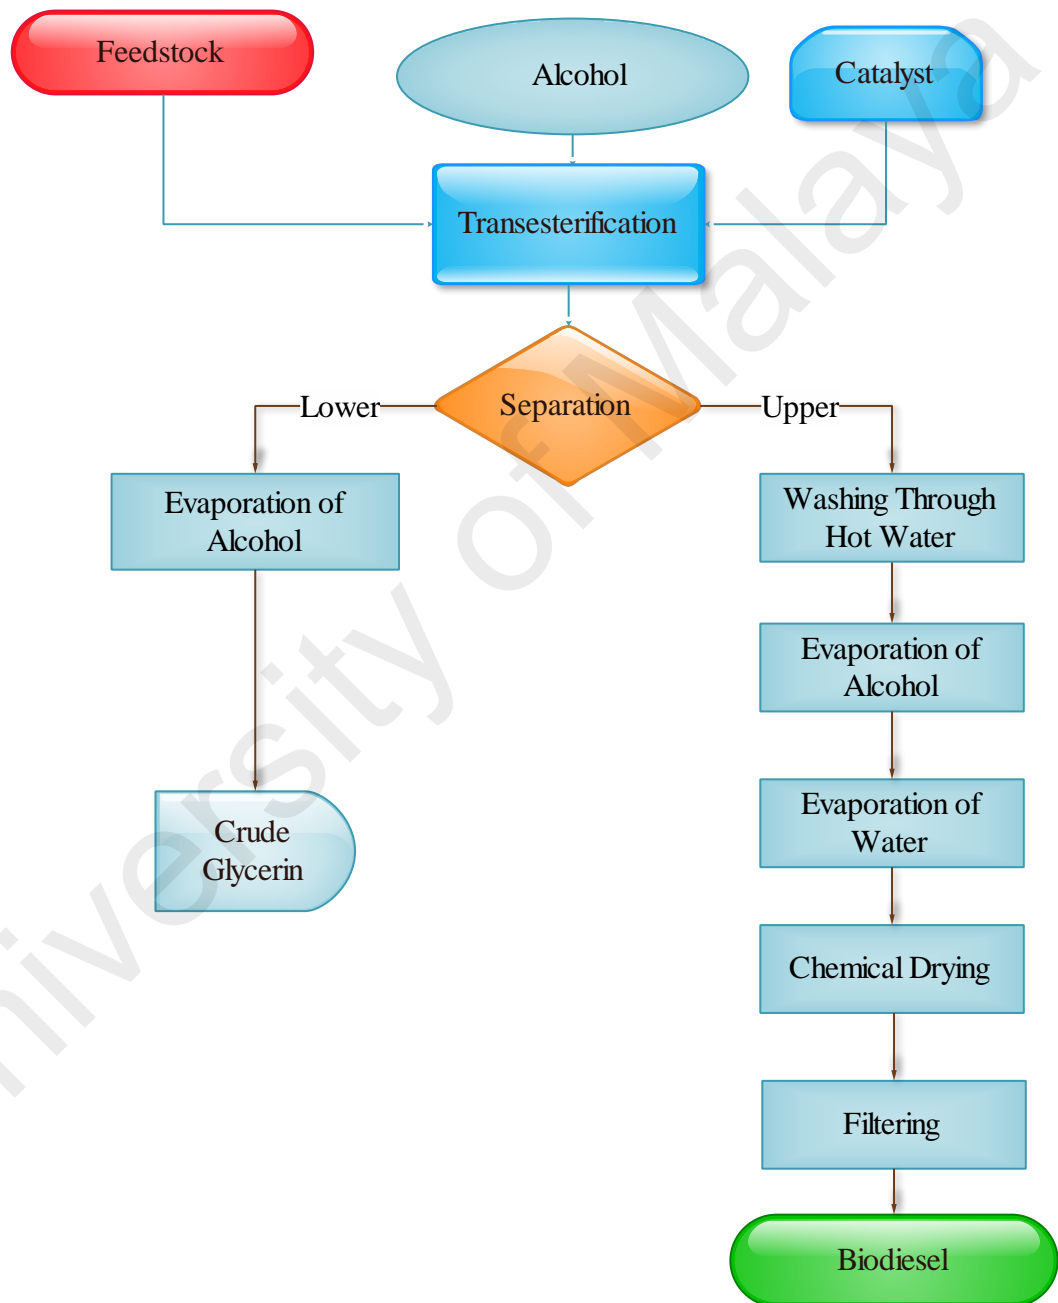 Feedstock
Alcohol
Catalyst
Transesterification
Separation
Lower
Upper
Evaporation of
Alcohol
Crude
Glycerin
Washing Through
Hot Water
Evaporation of
Alcohol
Evaporation of
Water
Chemical Drying
Filtering
Biodiesel
niversity of Malaya